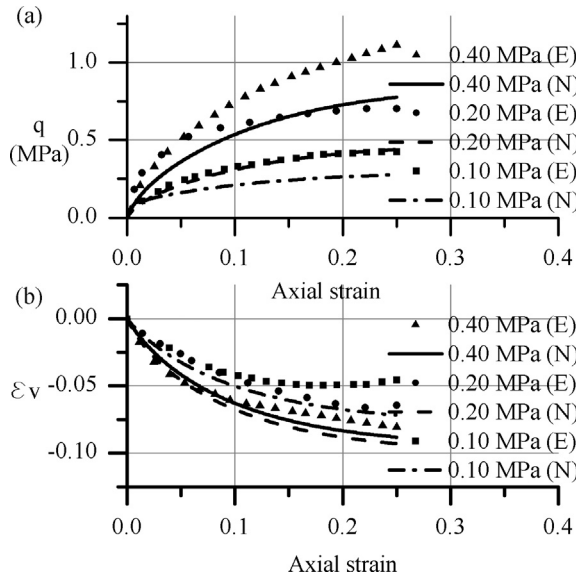 (a)
1.0
0.5
0.0
q
(MPa)
0.40 MPa (E)
0.40 MPa (N)
0.20 MPa (E)
0.20 MPa (N)
0.10 MPa (E)
0.10 MPa (N)
0.0 0.1 0.2 0.3 0.4
Axial strain
(b)
0.00
-0.05
-0.10
εv
0.40 MPa (E)
0.40 MPa (N)
0.20 MPa (E)
0.20 MPa (N)
0.10 MPa (E)
0.10 MPa (N)
0.0 0.1 0.2 0.3 0.4
Axial strain